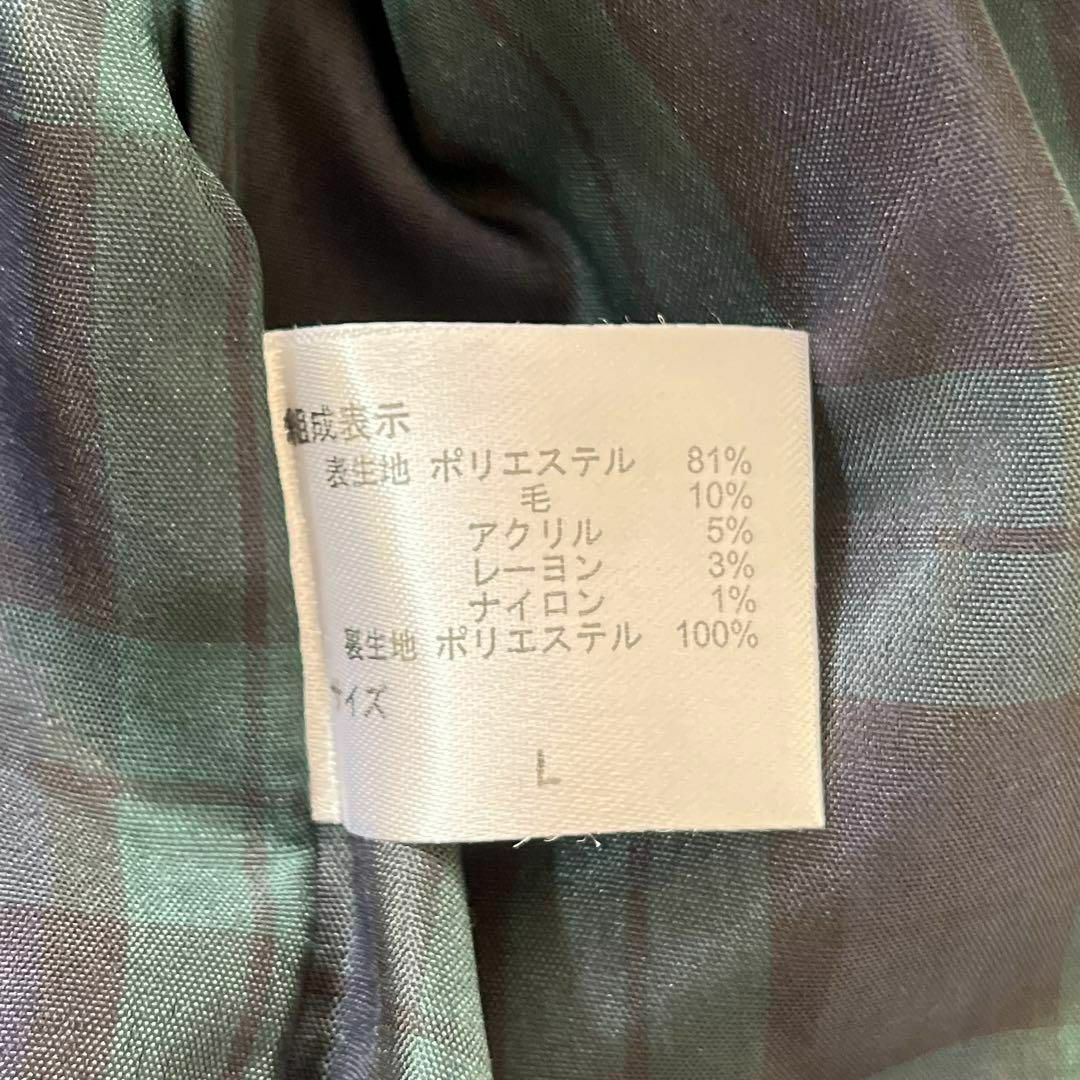 組成表示
表生地 ポリエステル 81%
毛 10%
アクリル 5%
レーヨン 3%
ナイロン 1%
裏生地 ポリエステル 100%
サイズ
L